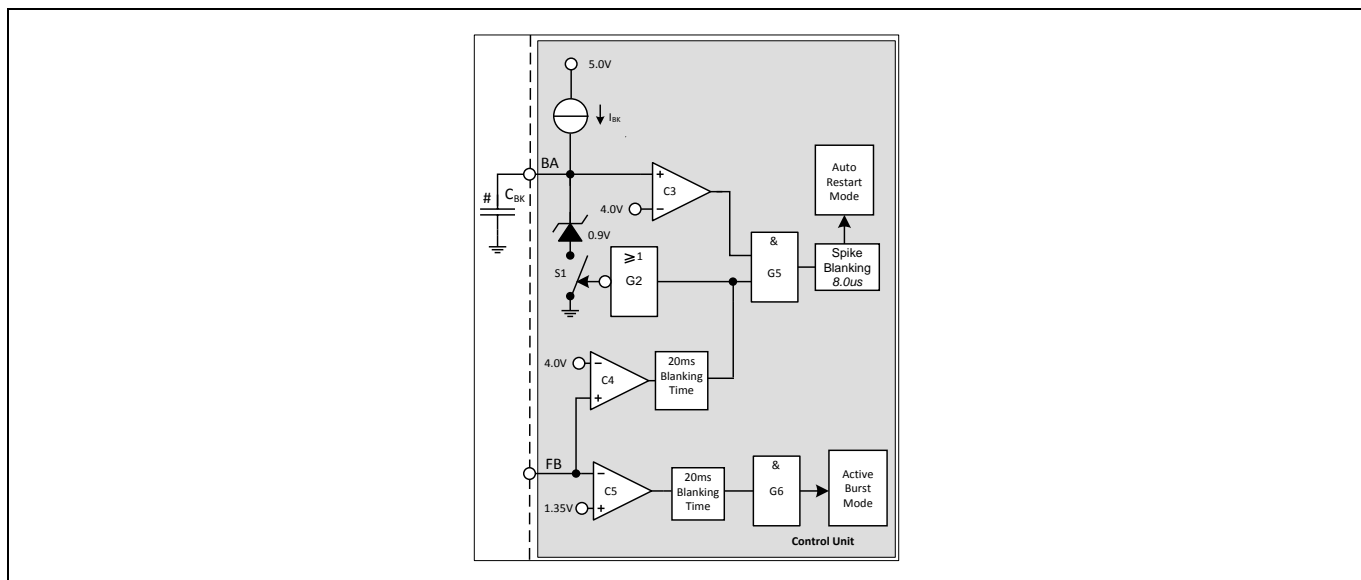 5.0V
I_BK
BA
# C_BK
C3
4.0V
0.9V
S1
≥1
G2
&
G5
Auto
Restart
Mode
Spike
Blanking
8.0us
4.0V
C4
20ms
Blanking
Time
FB
C5
1.35V
20ms
Blanking
Time
&
G6
Active
Burst
Mode
Control Unit